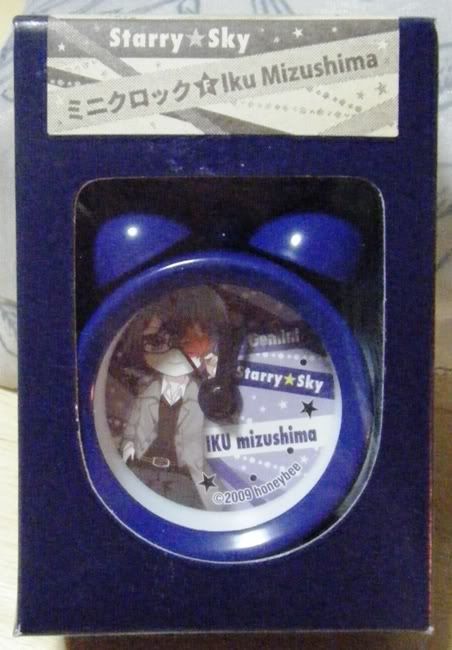 Starry☆Sky
ミニクロック F Iku Mizushima
Gemini
Starry★Sky
IKU mizushima
©2009 honeybee